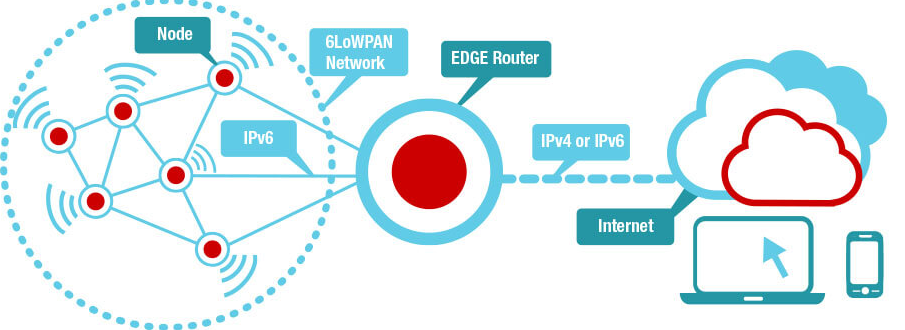 Node
6LoWPAN
Network
EDGE Router
IPv6
IPv4 or IPv6
Internet